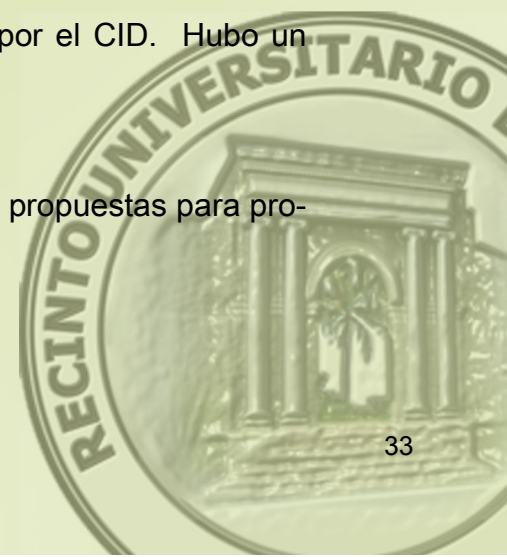 por el CID.  Hubo un
propuestas para pro-
RECINTO UNIVERSITARIO
33